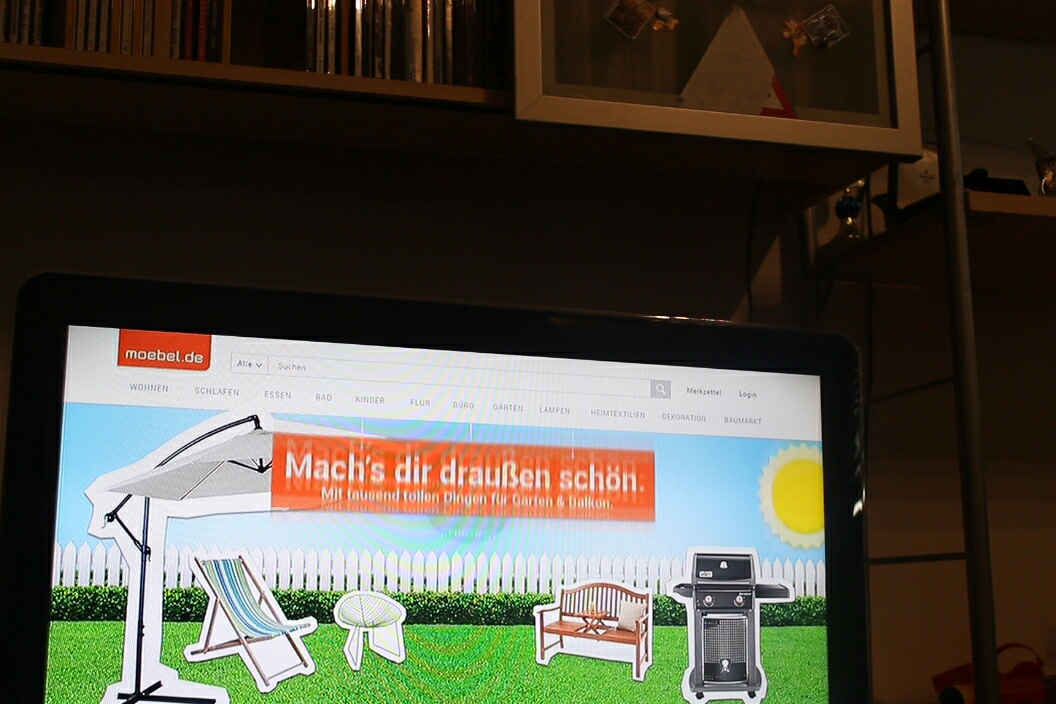 moebel.de
Alle Suchen
Merkzettel Login
WOHNEN SCHLAFEN ESSEN BAD KINDER FLUR BÜRO GARTEN LAMPEN HEIMTEXTILIEN DEKORATION BAUMARKT
Mach's dir draußen schön.
Mit tausend tollen Dingen für Garten & Balkon.